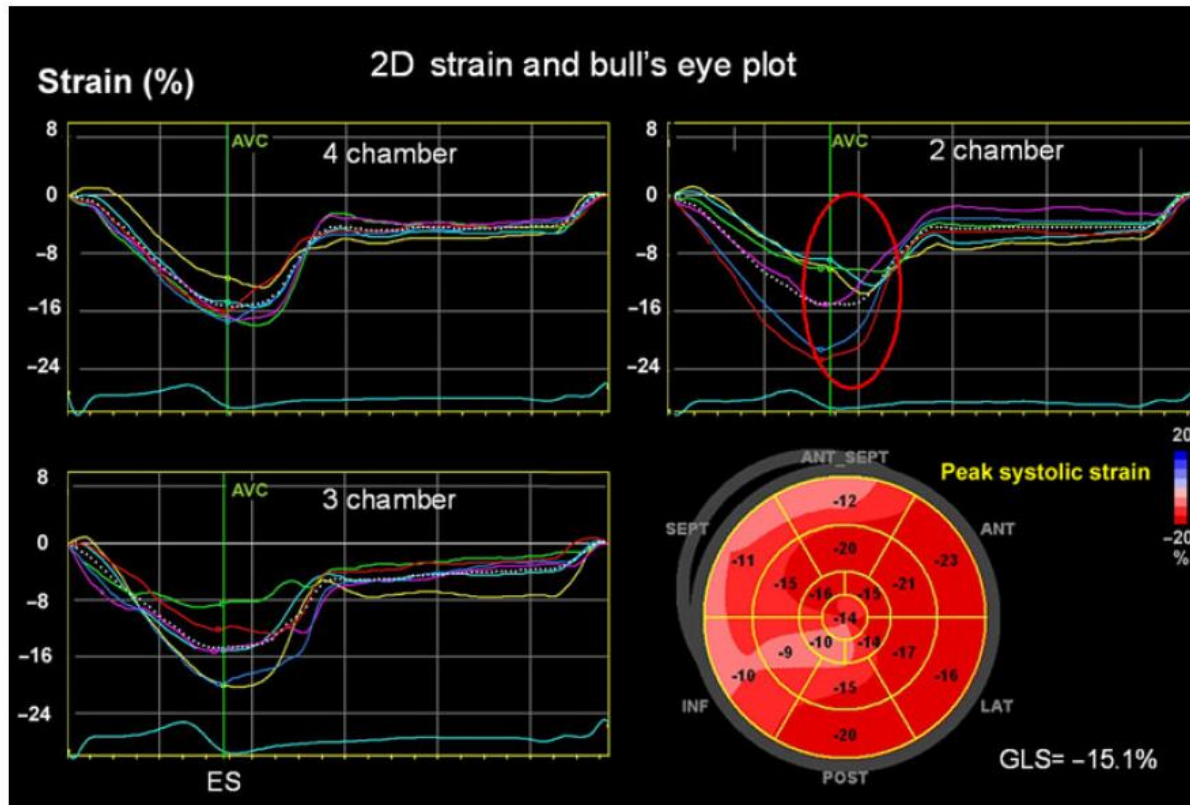 2D strain and bull's eye plot
Strain (%)
8
0
−8
−16
−24
AVC
4 chamber
8
0
−8
−16
−24
AVC
2 chamber
8
0
−8
−16
−24
AVC
3 chamber
ES
Peak systolic strain
20
−20
%
ANT_SEPT
SEPT
ANT
INF
LAT
POST
-12
-11
-23
-20
-15
-21
-16
-15
-14
-10
-14
-9
-17
-10
-16
-15
-20
GLS= −15.1%